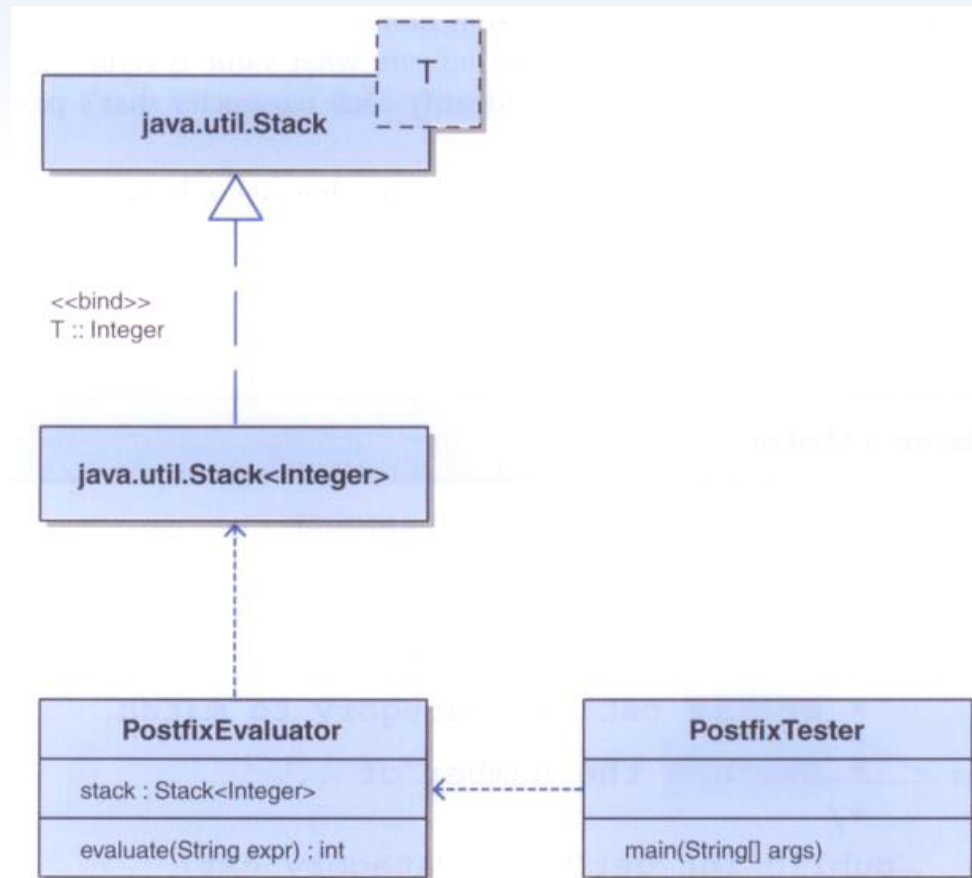 T
java.util.Stack
<<bind>>
T :: Integer
java.util.Stack<Integer>
PostfixEvaluator
stack : Stack<Integer>
evaluate(String expr) : int
PostfixTester
main(String[] args)